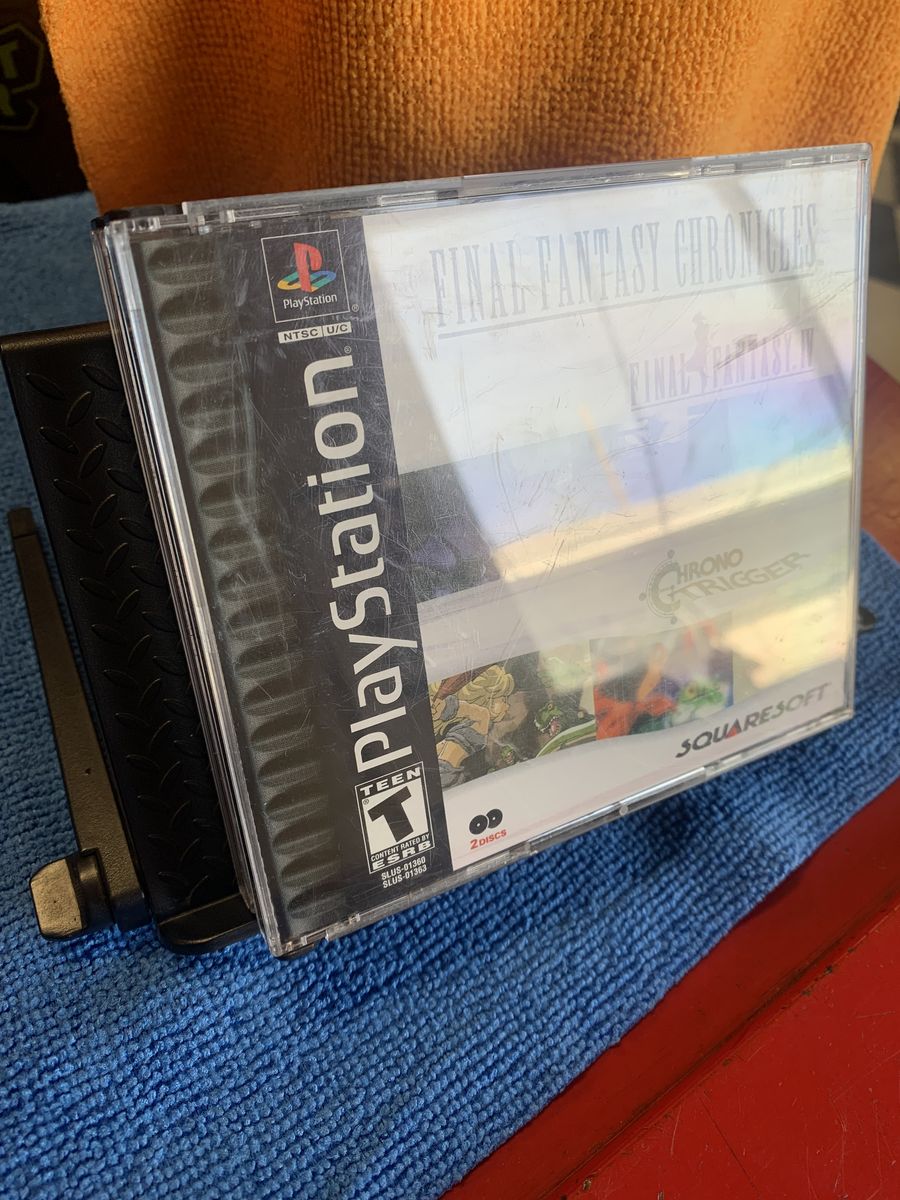 PlayStation
NTSC U/C
PlayStation®
FINAL FANTASY CHRONICLES
FINAL FANTASY IV
CHRONO
TRIGGER
SQUARESOFT
TEEN
T
CONTENT RATED BY
ESRB
SLUS-01360
SLUS-01363
2 DISCS